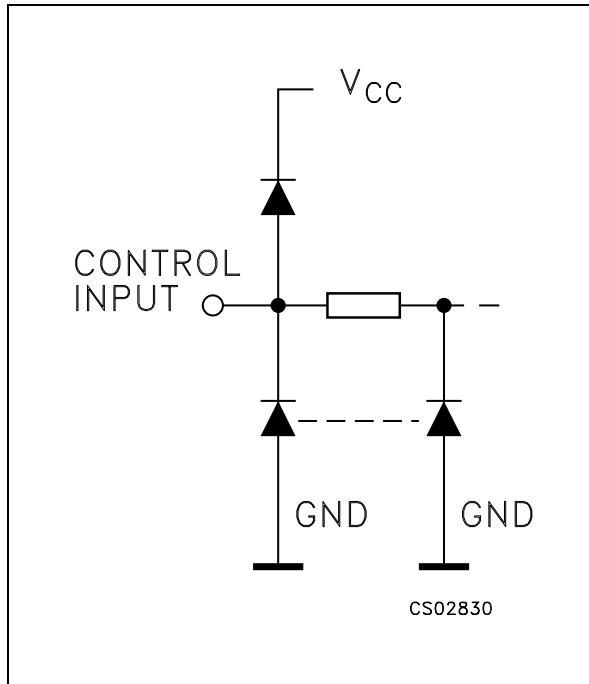 VCC
CONTROL
INPUT
GND
GND
CS02830